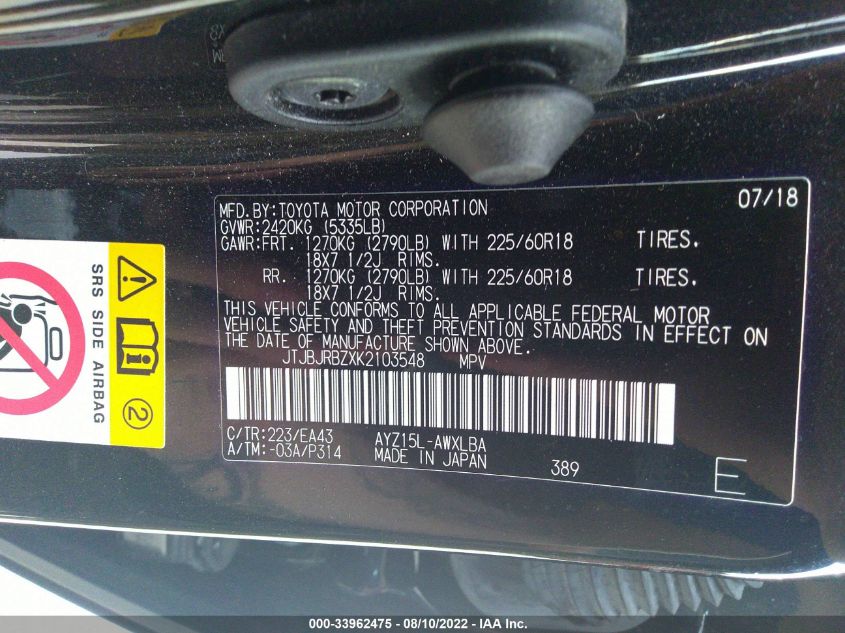 MFD.BY:TOYOTA MOTOR CORPORATION 07/18
GVWR:2420KG (5335LB)
GAWR:FRT. 1270KG (2790LB) WITH 225/60R18 TIRES.
18X7 1/2J RIMS.
RR. 1270KG (2790LB) WITH 225/60R18 TIRES.
18X7 1/2J RIMS.
THIS VEHICLE CONFORMS TO ALL APPLICABLE FEDERAL MOTOR
VEHICLE SAFETY AND THEFT PREVENTION STANDARDS IN EFFECT ON
THE DATE OF MANUFACTURE SHOWN ABOVE.
JTJBJRBZXK2103548 MPV
C/TR:223/EA43 AYZ15L-AWXLBA
A/TM:-03A/P314 MADE IN JAPAN 389
E
SRS SIDE AIRBAG
2
000-33962475 - 08/10/2022 - IAA Inc.